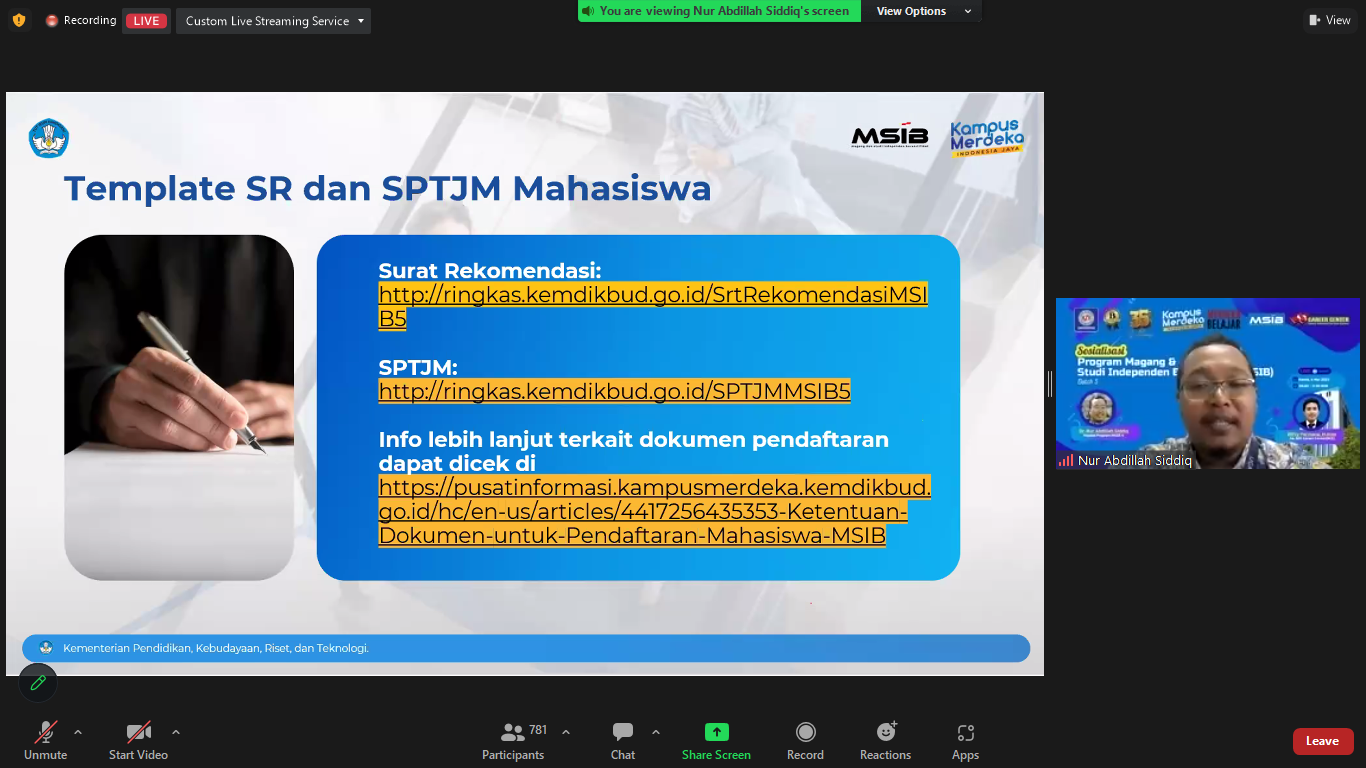 Recording
LIVE
Custom Live Streaming Service
You are viewing Nur Abdillah Siddiq's screen
View Options
View
MSIB
Kampus
Merdeka
INDONESIA JAYA
Template SR dan SPTJM Mahasiswa
Surat Rekomendasi:
http://ringkas.kemdikbud.go.id/SrtRekomendasiMSI
B5
SPTJM:
http://ringkas.kemdikbud.go.id/SPTJMMSIB5
Info lebih lanjut terkait dokumen pendaftaran
dapat dicek di
https://pusatinformasi.kampusmerdeka.kemdikbud.
go.id/hc/en-us/articles/4417256435353-Ketentuan-
Dokumen-untuk-Pendaftaran-Mahasiswa-MSIB
Kementerian Pendidikan, Kebudayaan, Riset, dan Teknologi.
Kampus
Merdeka
BELAJAR
MSIB
Sosialisasi
Program Magang &
Studi Independen
Nur Abdillah Siddiq
Unmute
Start Video
781
Participants
Chat
Share Screen
Record
Reactions
Apps
Leave